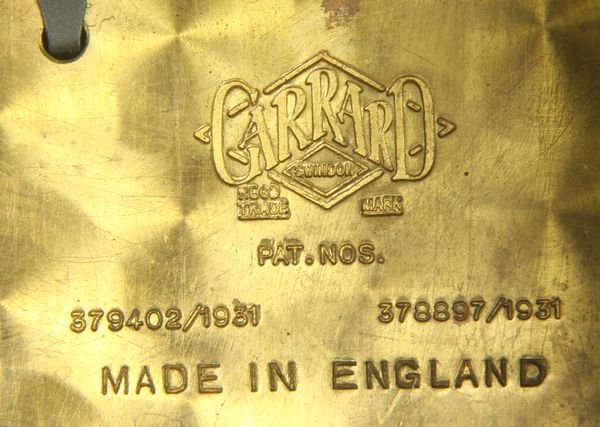 GARRARD
SWINDON
REGD
TRADE MARK
PAT. NOS.
379402/1931 378897/1931
MADE IN ENGLAND